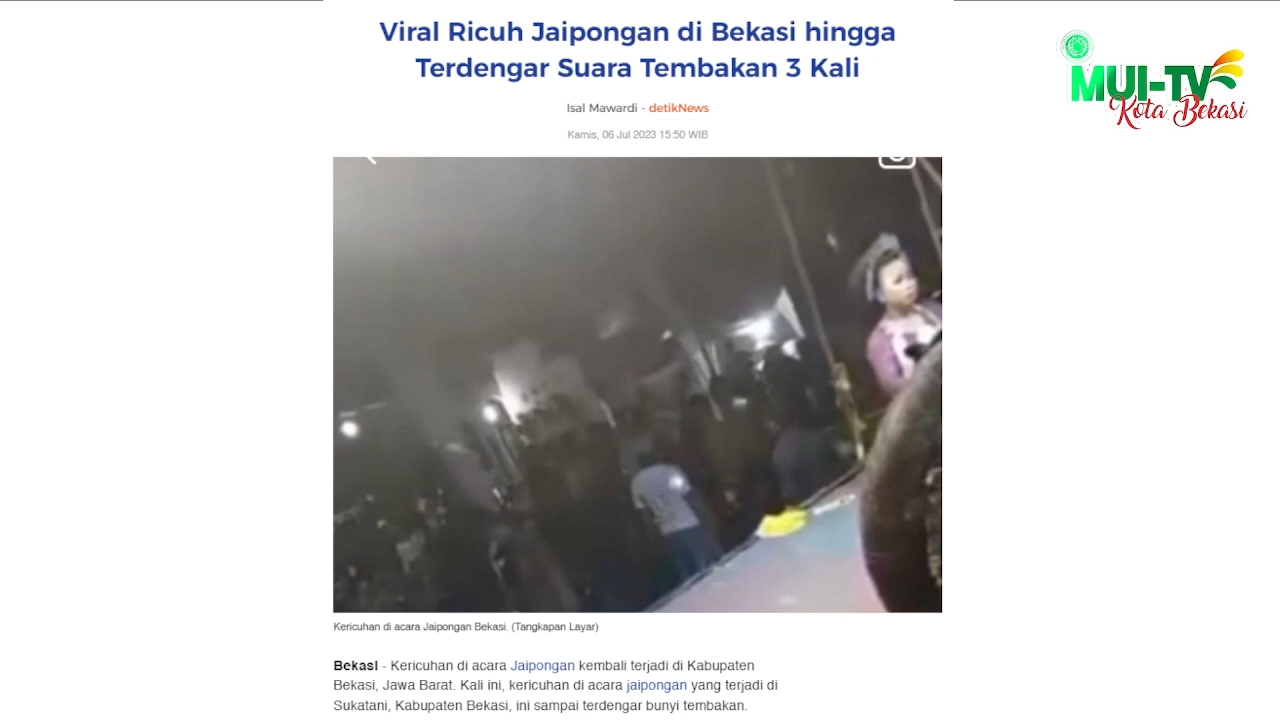 Viral Ricuh Jaipongan di Bekasi hingga
Terdengar Suara Tembakan 3 Kali
Isal Mawardi - detikNews
Kamis, 06 Jul 2023 15:50 WIB
MUI-TV
Kota Bekasi
Kericuhan di acara Jaipongan Bekasi. (Tangkapan Layar)
Bekasi - Kericuhan di acara Jaipongan kembali terjadi di Kabupaten
Bekasi, Jawa Barat. Kali ini, kericuhan di acara jaipongan yang terjadi di
Sukatani, Kabupaten Bekasi, ini sampai terdengar bunyi tembakan.